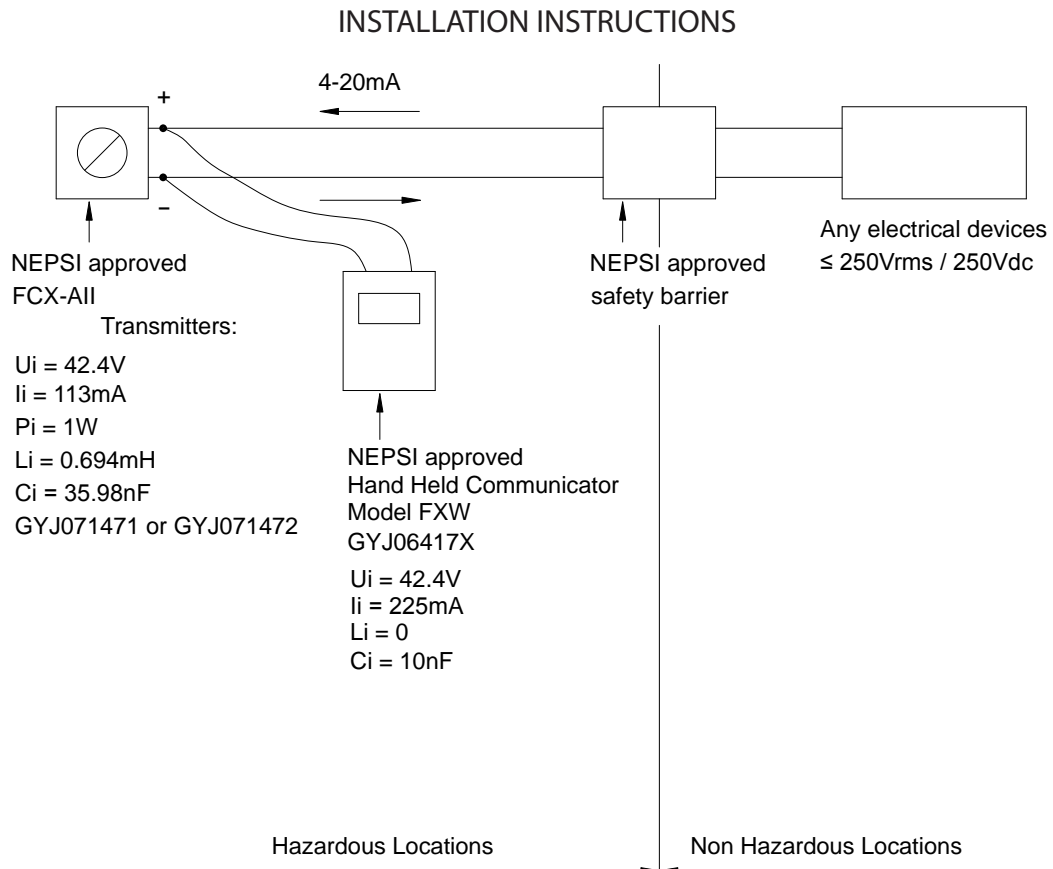 INSTALLATION INSTRUCTIONS
4-20mA
+
−
NEPSI approved
FCX-AII
Transmitters:
Ui = 42.4V
Ii = 113mA
Pi = 1W
Li = 0.694mH
Ci = 35.98nF
GYJ071471 or GYJ071472
NEPSI approved
Hand Held Communicator
Model FXW
GYJ06417X
Ui = 42.4V
Ii = 225mA
Li = 0
Ci = 10nF
NEPSI approved
safety barrier
Any electrical devices
≤ 250Vrms / 250Vdc
Hazardous Locations
Non Hazardous Locations